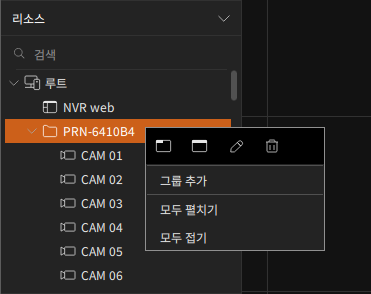 리소스
검색
루트
NVR web
PRN-6410B4
CAM 01
CAM 02
CAM 03
CAM 04
CAM 05
CAM 06
그룹 추가
모두 펼치기
모두 접기